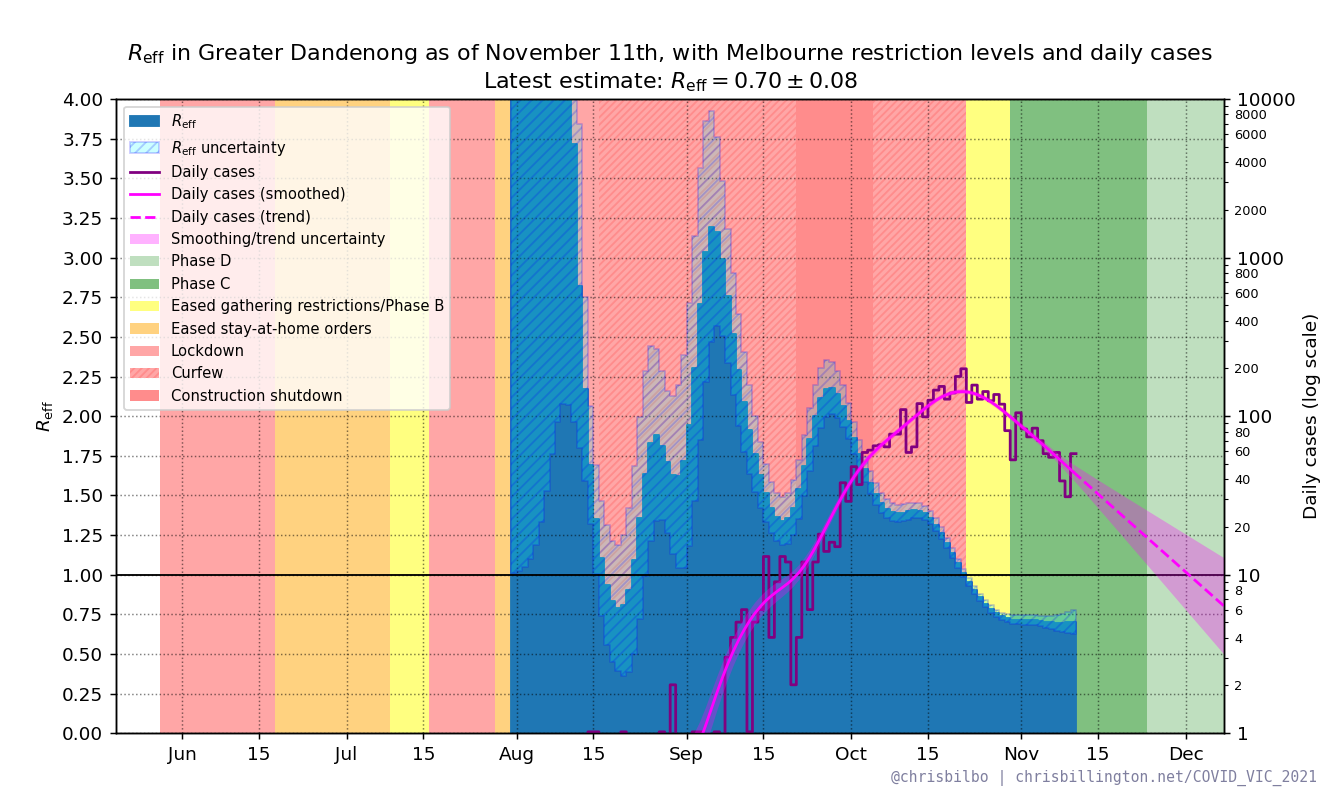 Reff in Greater Dandenong as of November 11th, with Melbourne restriction levels and daily cases
Latest estimate: Reff = 0.70 ± 0.08
4.00
3.75
3.50
3.25
3.00
2.75
2.50
2.25
2.00
1.75
1.50
1.25
1.00
0.75
0.50
0.25
0.00
Reff
Reff
Reff uncertainty
Daily cases
Daily cases (smoothed)
Daily cases (trend)
Smoothing/trend uncertainty
Phase D
Phase C
Eased gathering restrictions/Phase B
Eased stay-at-home orders
Lockdown
Curfew
Construction shutdown
10000
8000
6000
4000
2000
1000
800
600
400
200
100
80
60
40
20
10
8
6
4
2
1
Daily cases (log scale)
Jun 15 Jul 15 Aug 15 Sep 15 Oct 15 Nov 15 Dec
@chrisbilbo | chrisbillington.net/COVID_VIC_2021